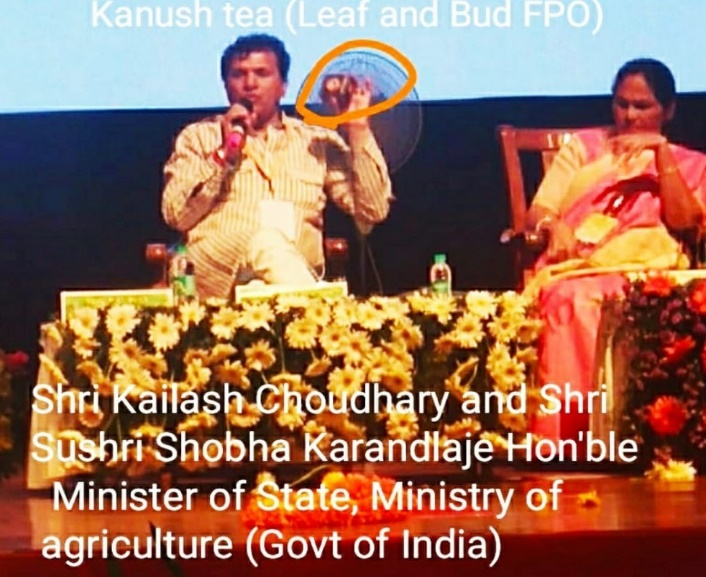 Kanush tea (Leaf and Bud FPO)
Shri Kailash Choudhary and Shri
Sushri Shobha Karandlaje Hon'ble
Minister of State, Ministry of
agriculture (Govt of India)